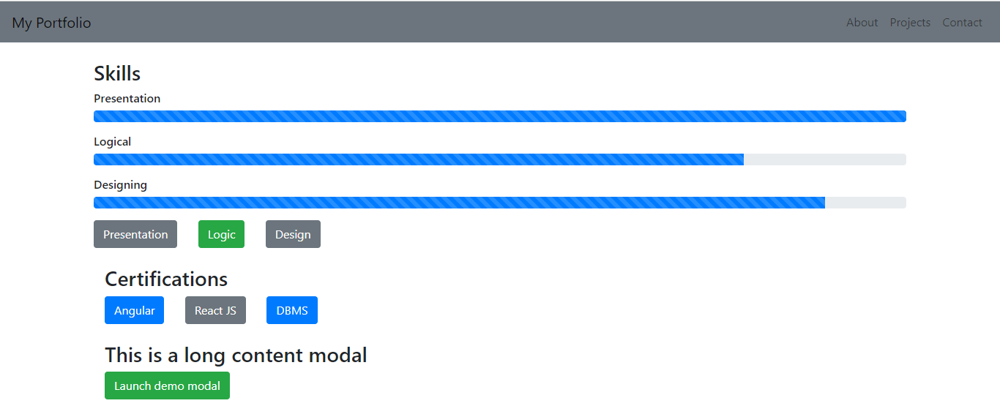 My Portfolio About Projects Contact
Skills
Presentation
Logical
Designing
Presentation Logic Design
Certifications
Angular React JS DBMS
This is a long content modal
Launch demo modal